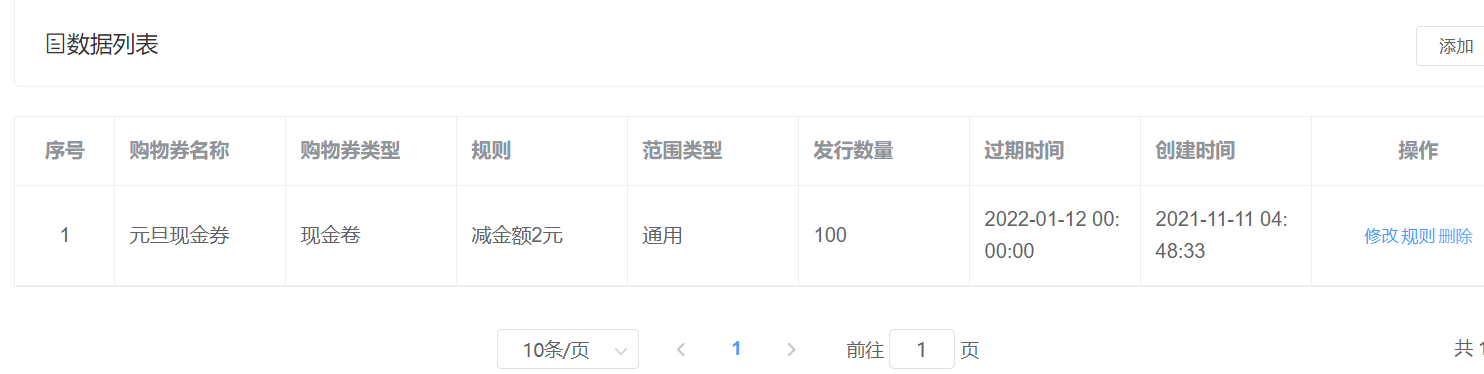 数据列表
添加
序号 购物券名称 购物券类型 规则 范围类型 发行数量 过期时间 创建时间 操作
1 元旦现金券 现金卷 减金额2元 通用 100 2022-01-12 00: 2021-11-11 04: 修改 规则 删除
00:00 48:33
10条/页 1 前往 1 页 共 1